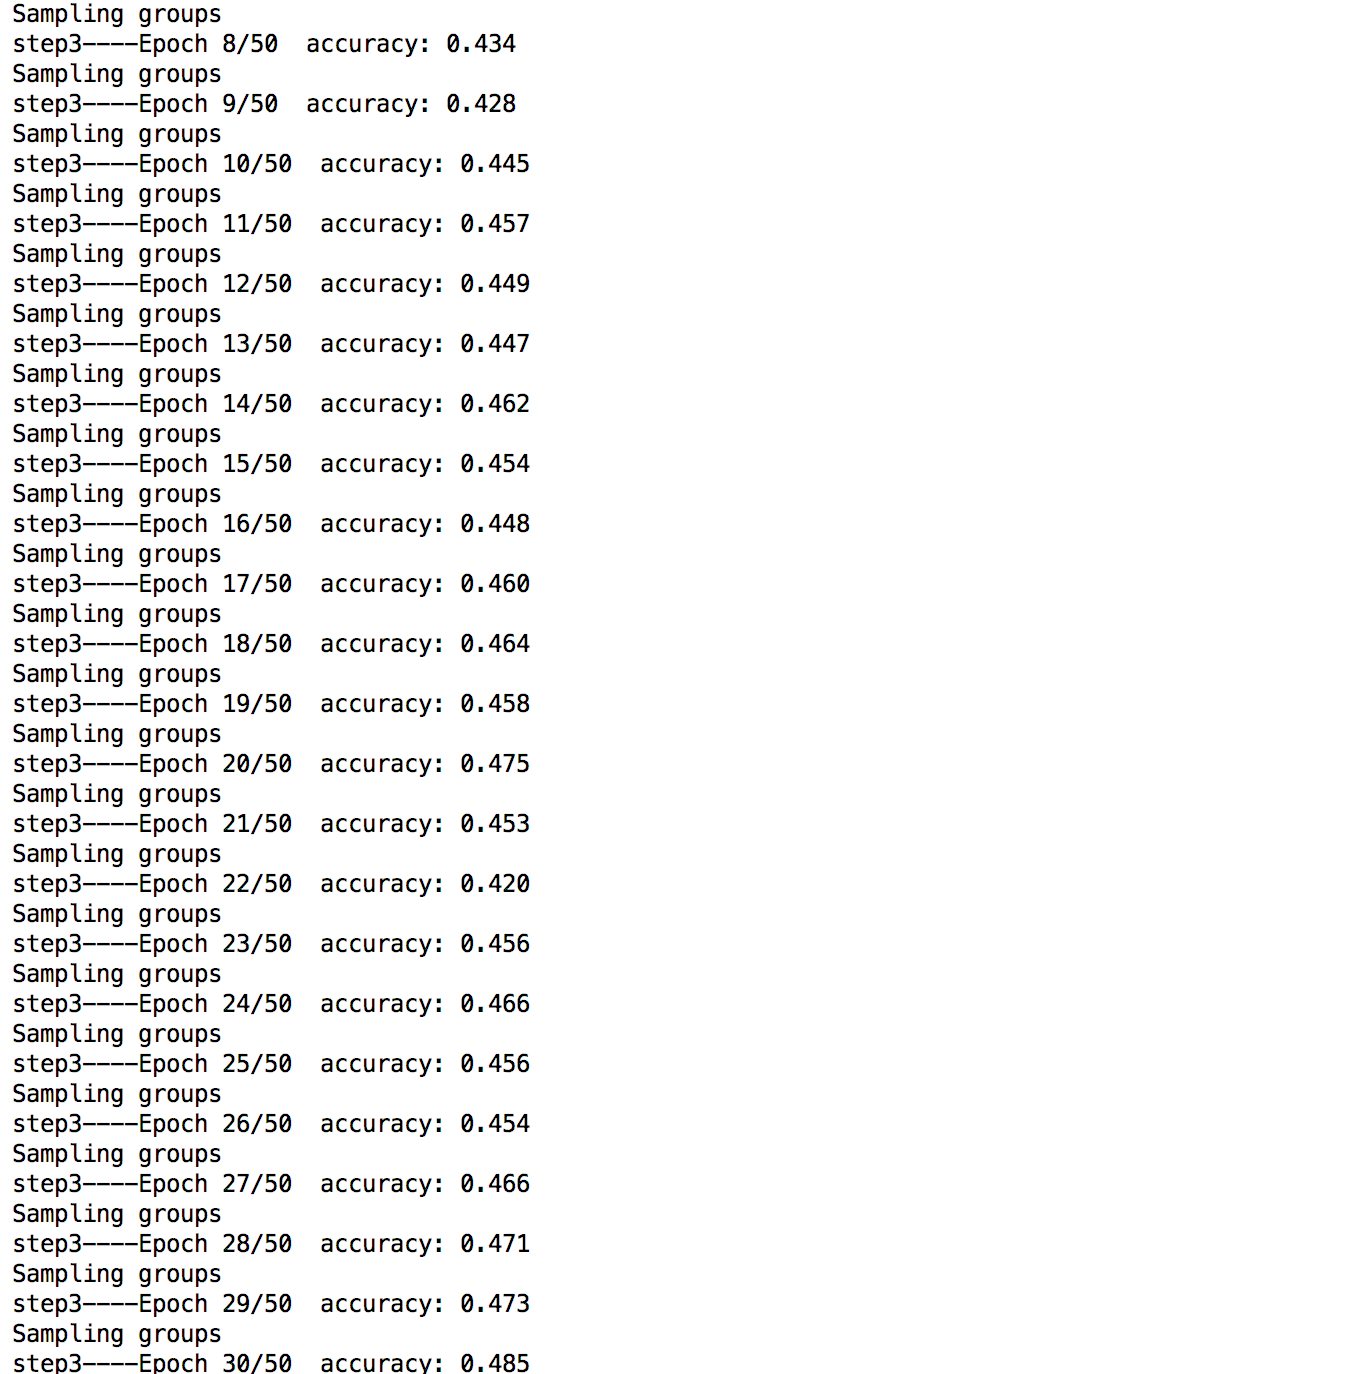 Sampling groups
step3----Epoch 8/50  accuracy: 0.434
Sampling groups
step3----Epoch 9/50  accuracy: 0.428
Sampling groups
step3----Epoch 10/50  accuracy: 0.445
Sampling groups
step3----Epoch 11/50  accuracy: 0.457
Sampling groups
step3----Epoch 12/50  accuracy: 0.449
Sampling groups
step3----Epoch 13/50  accuracy: 0.447
Sampling groups
step3----Epoch 14/50  accuracy: 0.462
Sampling groups
step3----Epoch 15/50  accuracy: 0.454
Sampling groups
step3----Epoch 16/50  accuracy: 0.448
Sampling groups
step3----Epoch 17/50  accuracy: 0.460
Sampling groups
step3----Epoch 18/50  accuracy: 0.464
Sampling groups
step3----Epoch 19/50  accuracy: 0.458
Sampling groups
step3----Epoch 20/50  accuracy: 0.475
Sampling groups
step3----Epoch 21/50  accuracy: 0.453
Sampling groups
step3----Epoch 22/50  accuracy: 0.420
Sampling groups
step3----Epoch 23/50  accuracy: 0.456
Sampling groups
step3----Epoch 24/50  accuracy: 0.466
Sampling groups
step3----Epoch 25/50  accuracy: 0.456
Sampling groups
step3----Epoch 26/50  accuracy: 0.454
Sampling groups
step3----Epoch 27/50  accuracy: 0.466
Sampling groups
step3----Epoch 28/50  accuracy: 0.471
Sampling groups
step3----Epoch 29/50  accuracy: 0.473
Sampling groups
step3----Epoch 30/50  accuracy: 0.485